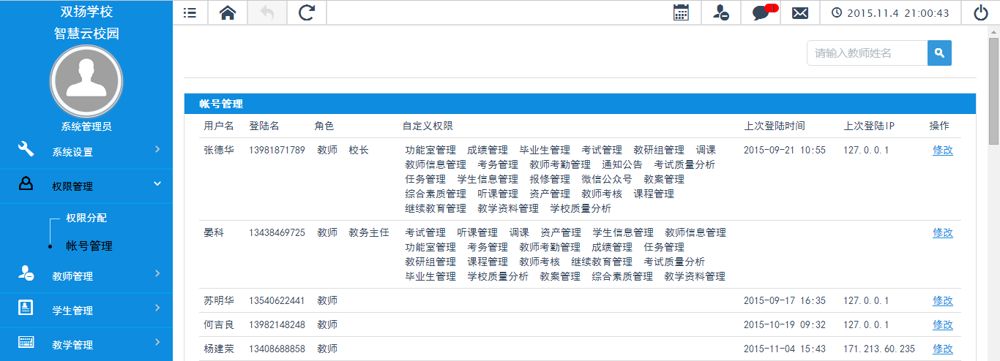 双扬学校
智慧云校园
系统管理员
系统设置
权限管理
权限分配
帐号管理
教师管理
学生管理
教学管理
2015.11.4 21:00:43
请输入教师姓名
帐号管理
用户名 登陆名 角色 自定义权限 上次登陆时间 上次登陆IP 操作
张德华 13981871789 教师 校长 功能室管理 成绩管理 毕业生管理 考试管理 教研组管理 调课 2015-09-21 10:55 127.0.0.1 修改
教师信息管理 考务管理 教师考勤管理 通知公告 考试质量分析
任务管理 学生信息管理 报修管理 微信公众号 教案管理
综合素质管理 听课管理 资产管理 教师考核 课程管理
继续教育管理 教学资料管理 学校质量分析
晏科 13438469725 教师 教务主任 考试管理 听课管理 调课 资产管理 学生信息管理 教师信息管理 修改
功能室管理 考务管理 教师考勤管理 成绩管理 任务管理
教研组管理 课程管理 教师考核 继续教育管理 考试质量分析
毕业生管理 学校质量分析 教案管理 综合素质管理 教学资料管理
苏明华 13540622441 教师 2015-09-17 16:35 127.0.0.1 修改
何吉良 13982148248 教师 2015-10-19 09:32 127.0.0.1 修改
杨建荣 13408688858 教师 2015-11-04 15:43 171.213.60.235 修改